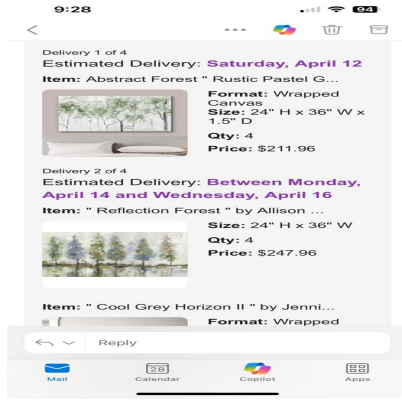 9:28
94
Delivery 1 of 4
Estimated Delivery: Saturday, April 12
Item: Abstract Forest " Rustic Pastel G...
Format: Wrapped
Canvas
Size: 24" H x 36" W x
1.5" D
Qty: 4
Price: $211.96
Delivery 2 of 4
Estimated Delivery: Between Monday,
April 14 and Wednesday, April 16
Item: " Reflection Forest " by Allison ...
Size: 24" H x 36" W
Qty: 4
Price: $247.96
Item: " Cool Grey Horizon II " by Jenni...
Format: Wrapped
Reply
28
Mail
Calendar
Copilot
Apps